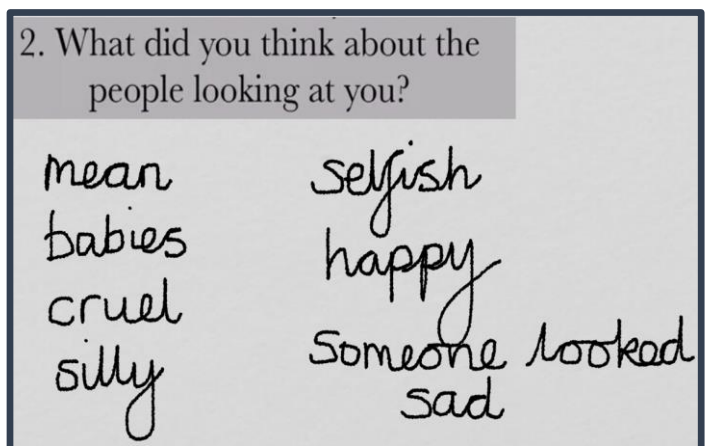 2. What did you think about the
people looking at you?
mean
babies
cruel
silly
selfish
happy
Someone looked
sad